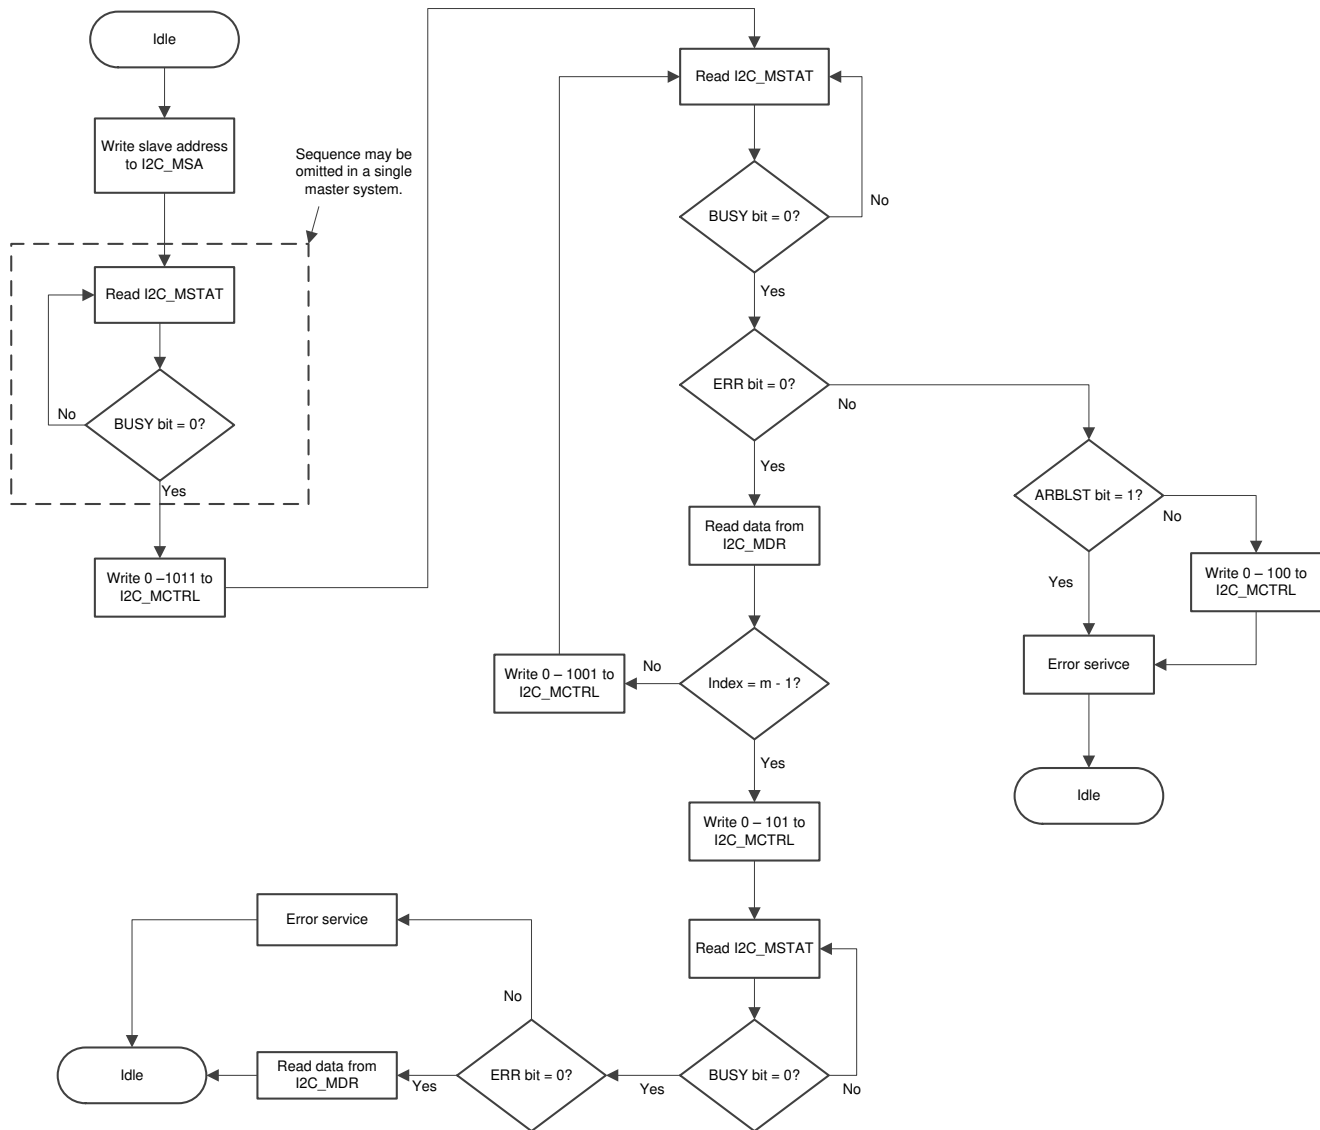 Idle
Write slave address
to I2C_MSA
Sequence may be
omitted in a single
master system.
Read I2C_MSTAT
BUSY bit = 0?
No
Yes
Write 0 –1011 to
I2C_MCTRL
Read I2C_MSTAT
BUSY bit = 0?
No
Yes
ERR bit = 0?
No
Yes
Read data from
I2C_MDR
Index = m - 1?
No
Write 0 – 1001 to
I2C_MCTRL
Yes
Write 0 – 101 to
I2C_MCTRL
Read I2C_MSTAT
BUSY bit = 0?
No
Yes
ERR bit = 0?
No
Error service
Yes
Read data from
I2C_MDR
Idle
ARBLST bit = 1?
No
Write 0 – 100 to
I2C_MCTRL
Yes
Error serivce
Idle